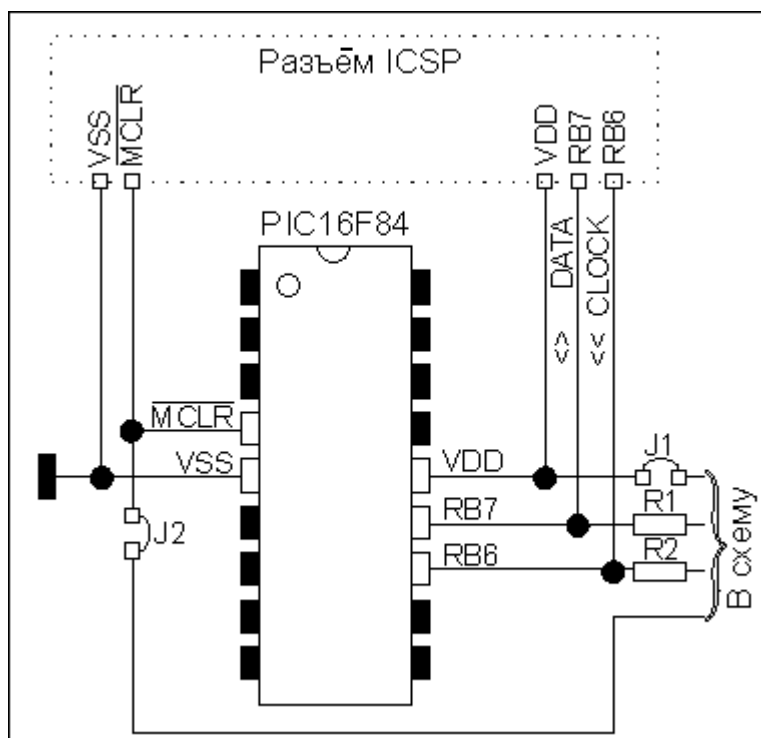 Разъём ICSP
VSS
MCLR
VDD
RB7
RB6
DATA
<>
CLOCK
<<
PIC16F84
MCLR
VSS
VDD
RB7
RB6
J1
R1
R2
J2
В схему